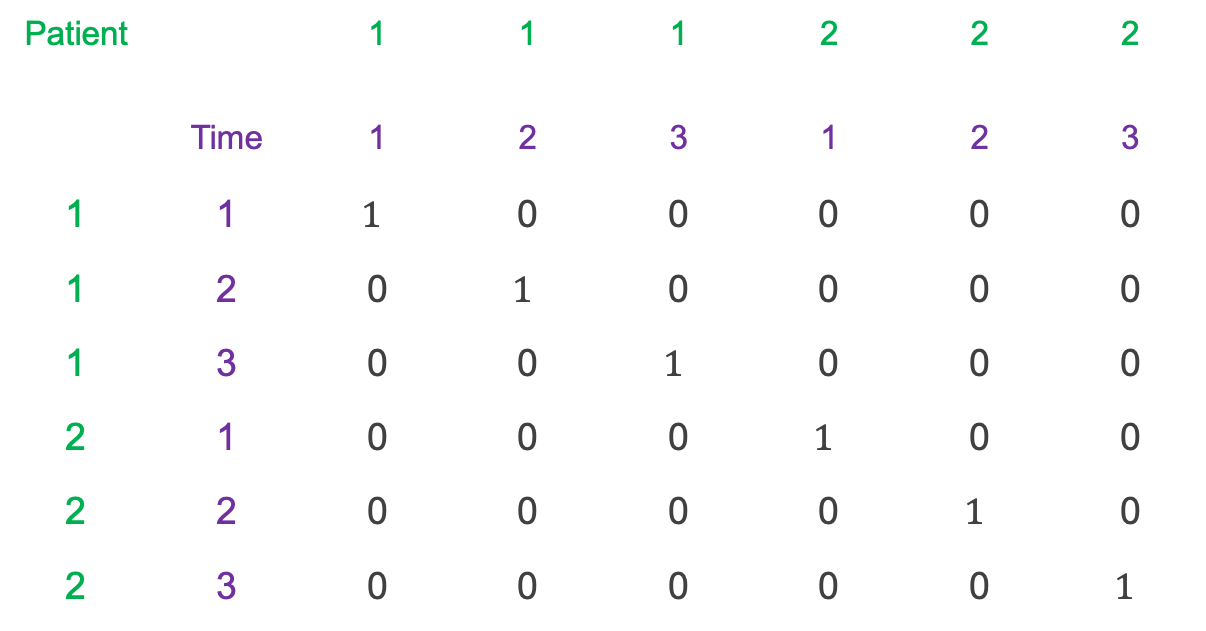 Patient 1 1 1 2 2 2
Time 1 2 3 1 2 3
1 1 1 0 0 0 0 0
1 2 0 1 0 0 0 0
1 3 0 0 1 0 0 0
2 1 0 0 0 1 0 0
2 2 0 0 0 0 1 0
2 3 0 0 0 0 0 1